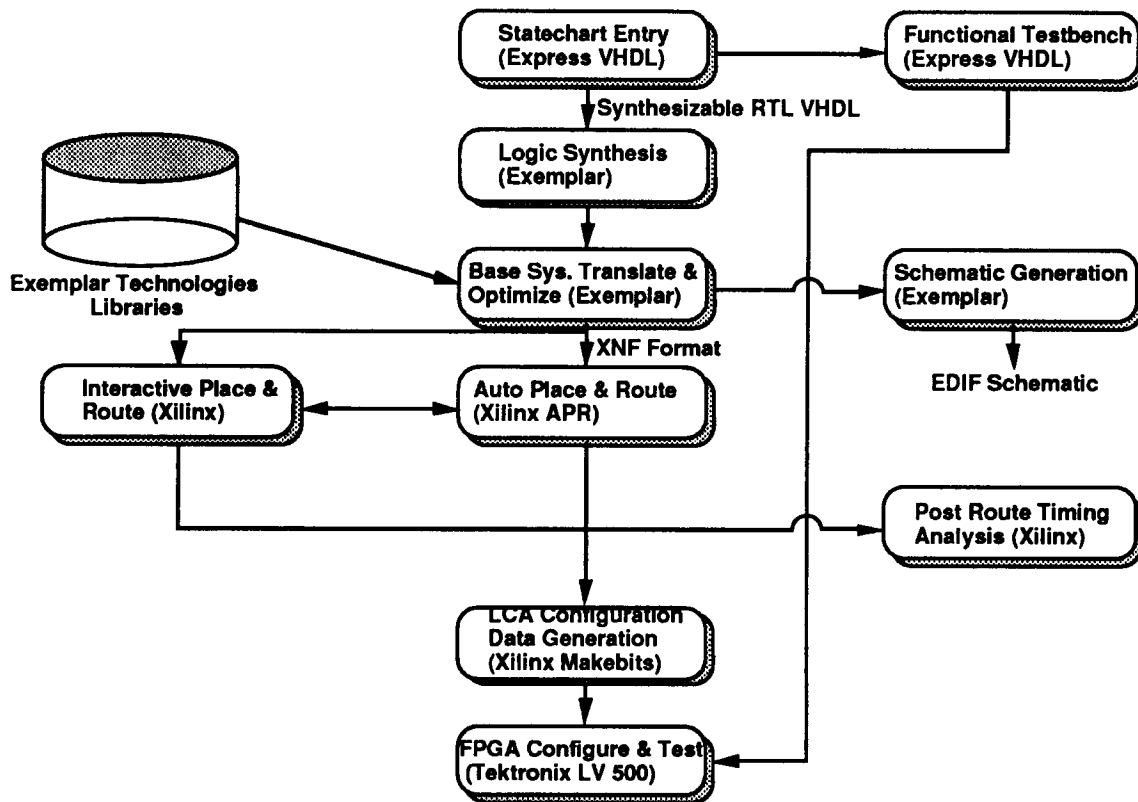 Statechart Entry
(Express VHDL)
Functional Testbench
(Express VHDL)
Synthesizable RTL VHDL
Logic Synthesis
(Exemplar)
Exemplar Technologies
Libraries
Base Sys. Translate &
Optimize (Exemplar)
Schematic Generation
(Exemplar)
XNF Format
EDIF Schematic
Interactive Place &
Route (Xilinx)
Auto Place & Route
(Xilinx APR)
Post Route Timing
Analysis (Xilinx)
LCA Configuration
Data Generation
(Xilinx Makebits)
FPGA Configure & Test
(Tektronix LV 500)